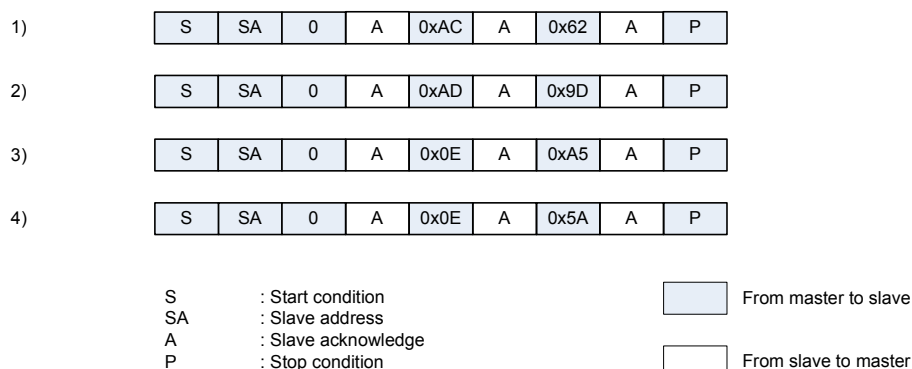 1) S SA 0 A 0xAC A 0x62 A P
2) S SA 0 A 0xAD A 0x9D A P
3) S SA 0 A 0x0E A 0xA5 A P
4) S SA 0 A 0x0E A 0x5A A P
S : Start condition
SA : Slave address
A : Slave acknowledge
P : Stop condition
From master to slave
From slave to master